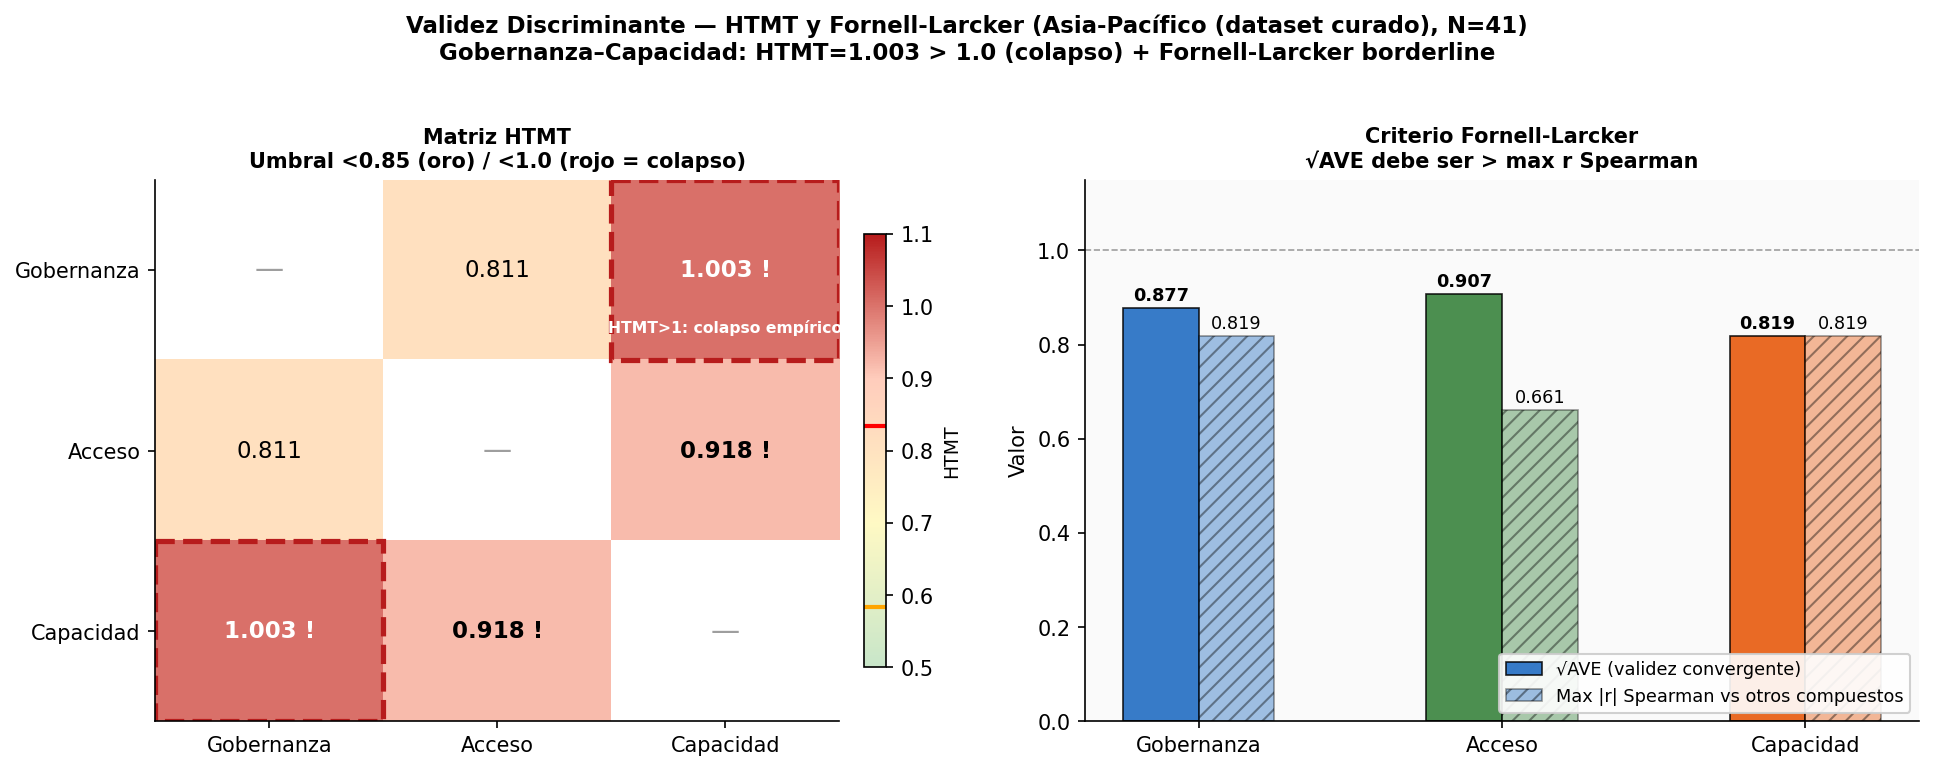 Validez Discriminante — HTMT y Fornell-Larcker (Asia-Pacífico (dataset curado), N=41)
Gobernanza–Capacidad: HTMT=1.003 > 1.0 (colapso) + Fornell-Larcker borderline
Matriz HTMT
Umbral <0.85 (oro) / <1.0 (rojo = colapso)
Gobernanza
—
0.811
1.003 !
HTMT>1: colapso empírico
Acceso
0.811
—
0.918 !
Capacidad
1.003 !
0.918 !
—
Gobernanza
Acceso
Capacidad
1.1
1.0
0.9
0.8
0.7
0.6
0.5
HTMT
Criterio Fornell-Larcker
√AVE debe ser > max r Spearman
Valor
1.0
0.8
0.6
0.4
0.2
0.0
0.877
0.819
0.907
0.661
0.819
0.819
√AVE (validez convergente)
Max |r| Spearman vs otros compuestos
Gobernanza
Acceso
Capacidad